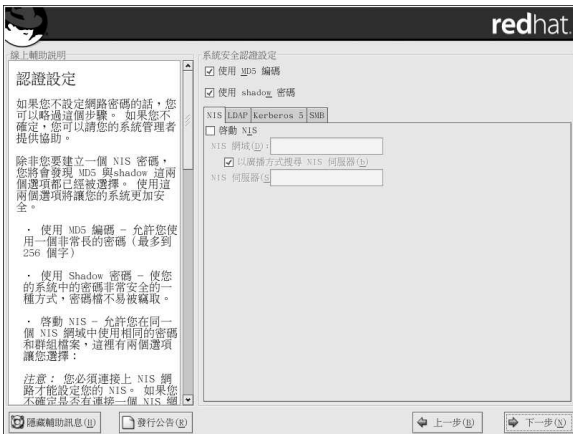 redhat.
線上輔助說明
認證設定
如果您不設定網路密碼的話，您
可以略過這個步驟。 如果您不
確定，您可以請您的系統管理者
提供協助。
除非您要建立一個 NIS 密碼，
您將會發現 MD5 與shadow 這兩
個選項都已經被選擇。 使用這
兩個選項將讓您的系統更加安
全。
· 使用 MD5 編碼 - 允許您使
用一個非常長的密碼（最多到
256 個字）
· 使用 Shadow 密碼 - 使您
的系統中的密碼非常安全的一
種方式，密碼檔不易被竊取。
· 啓動 NIS - 允許您在同一
個 NIS 網域中使用相同的密碼
和群組檔案，這裡有兩個選項
讓您選擇：
注意： 您必須連接上 NIS 網
路才能設定您的 NIS。 如果您
不確定是否有連接一個 NIS 網
系統安全認證設定
使用 MD5 編碼
使用 shadow 密碼
NIS LDAP Kerberos 5 SMB
啓動 NIS
NIS 網域(D):
以廣播方式搜尋 NIS 伺服器(b)
NIS 伺服器(S
隱藏輔助訊息(H)
發行公告(R)
上一步(B)
下一步(N)